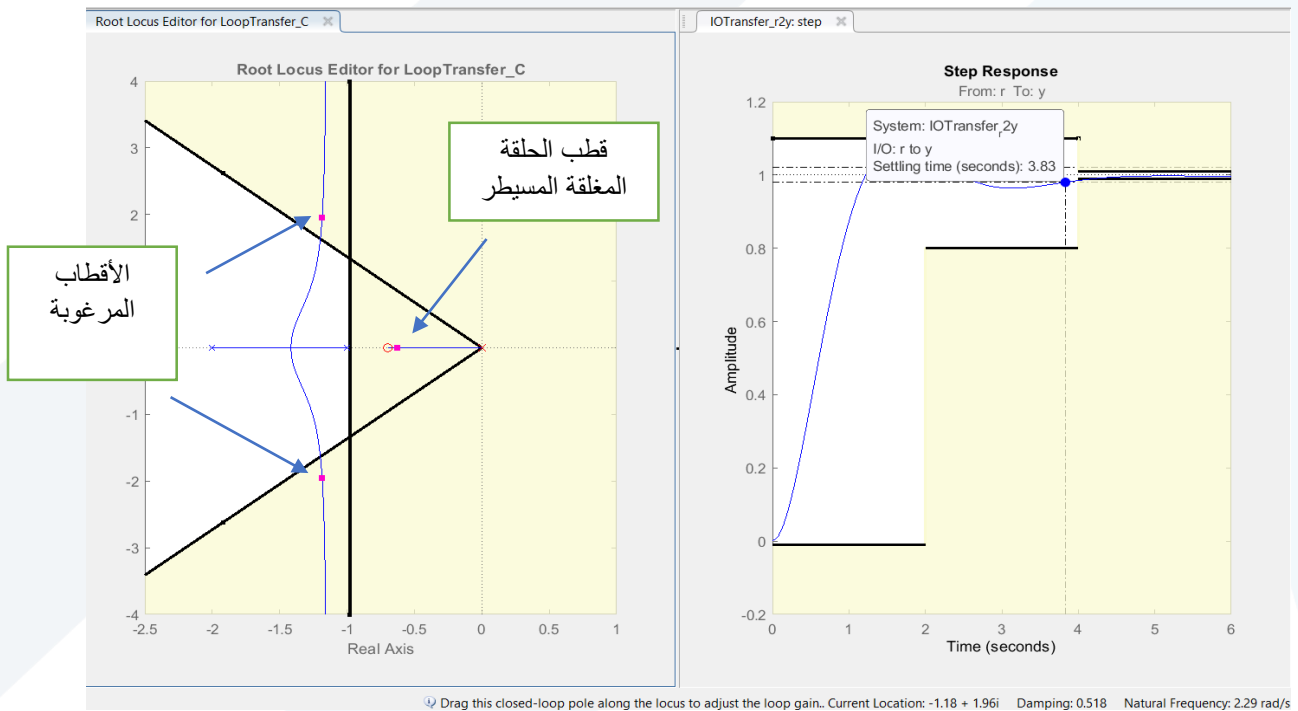 Root Locus Editor for LoopTransfer_C
IOTransfer_r2y: step
Root Locus Editor for LoopTransfer_C
4
3
2
-1
-2
-3
-4
-2.5
-2
-1.5
-1
-0.5
0
0.5
1
Real Axis
قطب الحلقة
المغلقة المسيطر
الأقطاب
المرغوبة
Step Response
From: r To: y
System: IOTransfer_r2y
I/O: r to y
Settling time (seconds): 3.83
1.2
1
0.8
0.6
0.4
0.2
0
-0.2
Amplitude
0
1
2
3
4
5
6
Time (seconds)
Drag this closed-loop pole along the locus to adjust the loop gain.. Current Location: -1.18 + 1.96i Damping: 0.518 Natural Frequency: 2.29 rad/s